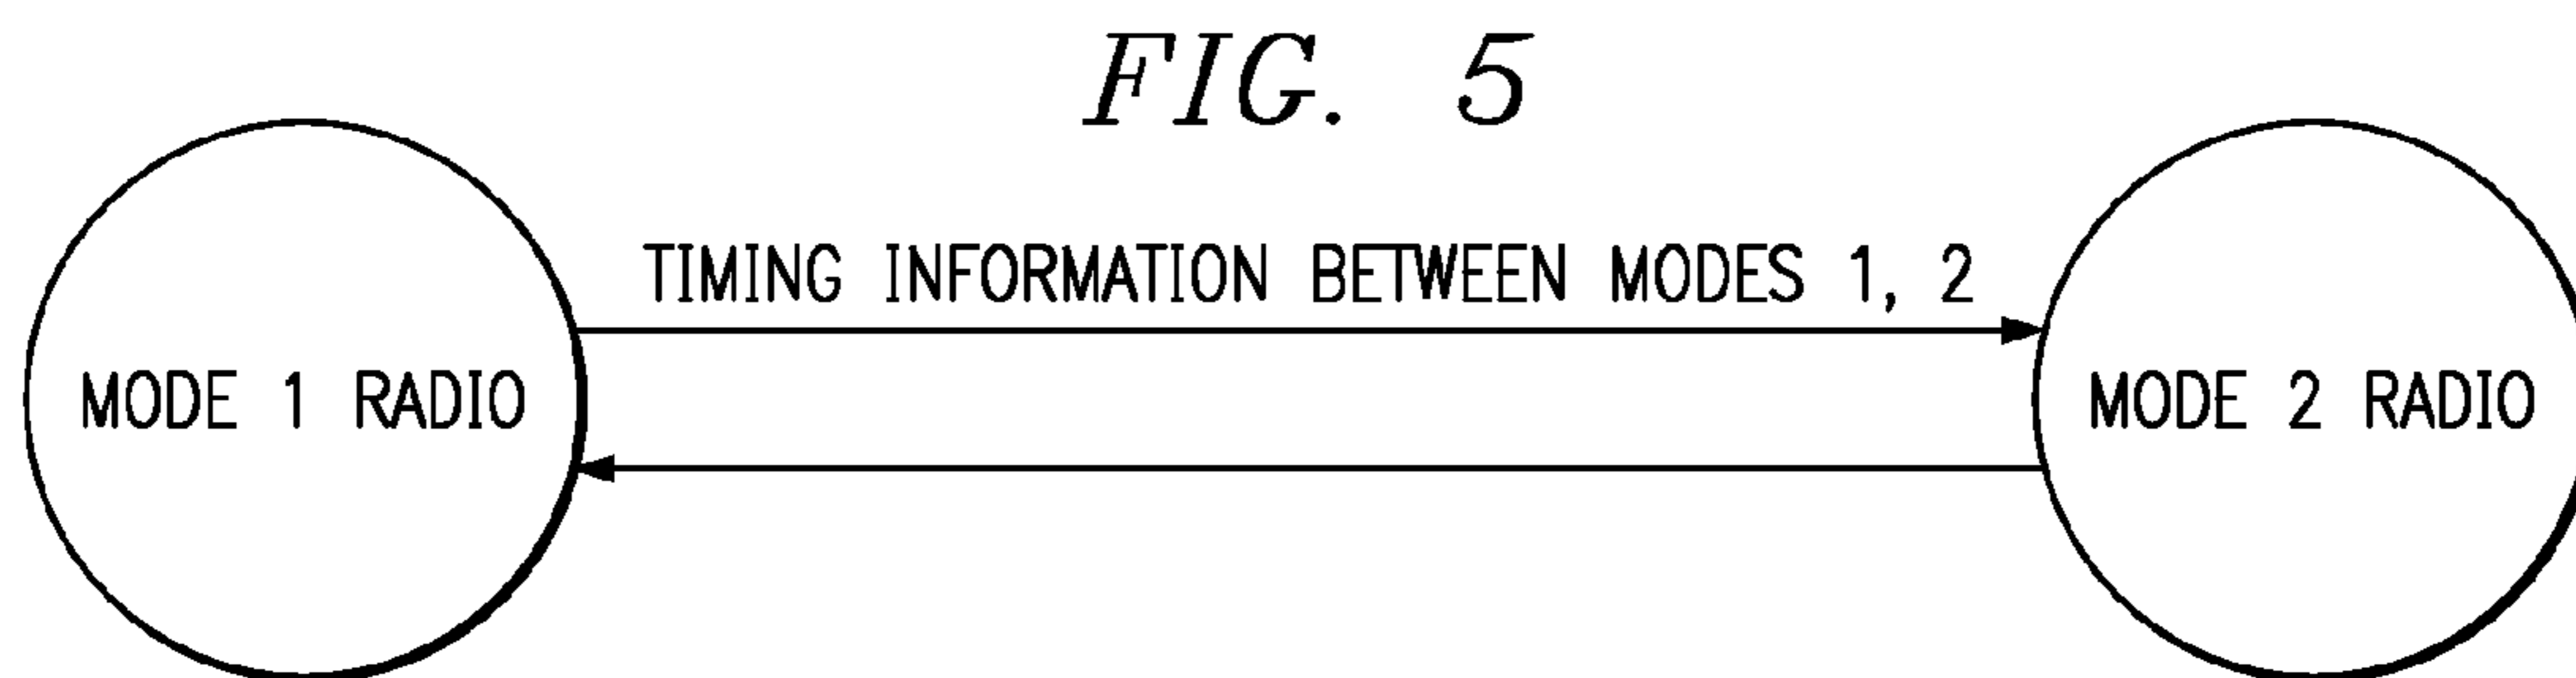 FIG. 5
TIMING INFORMATION BETWEEN MODES 1, 2
MODE 1 RADIO
MODE 2 RADIO